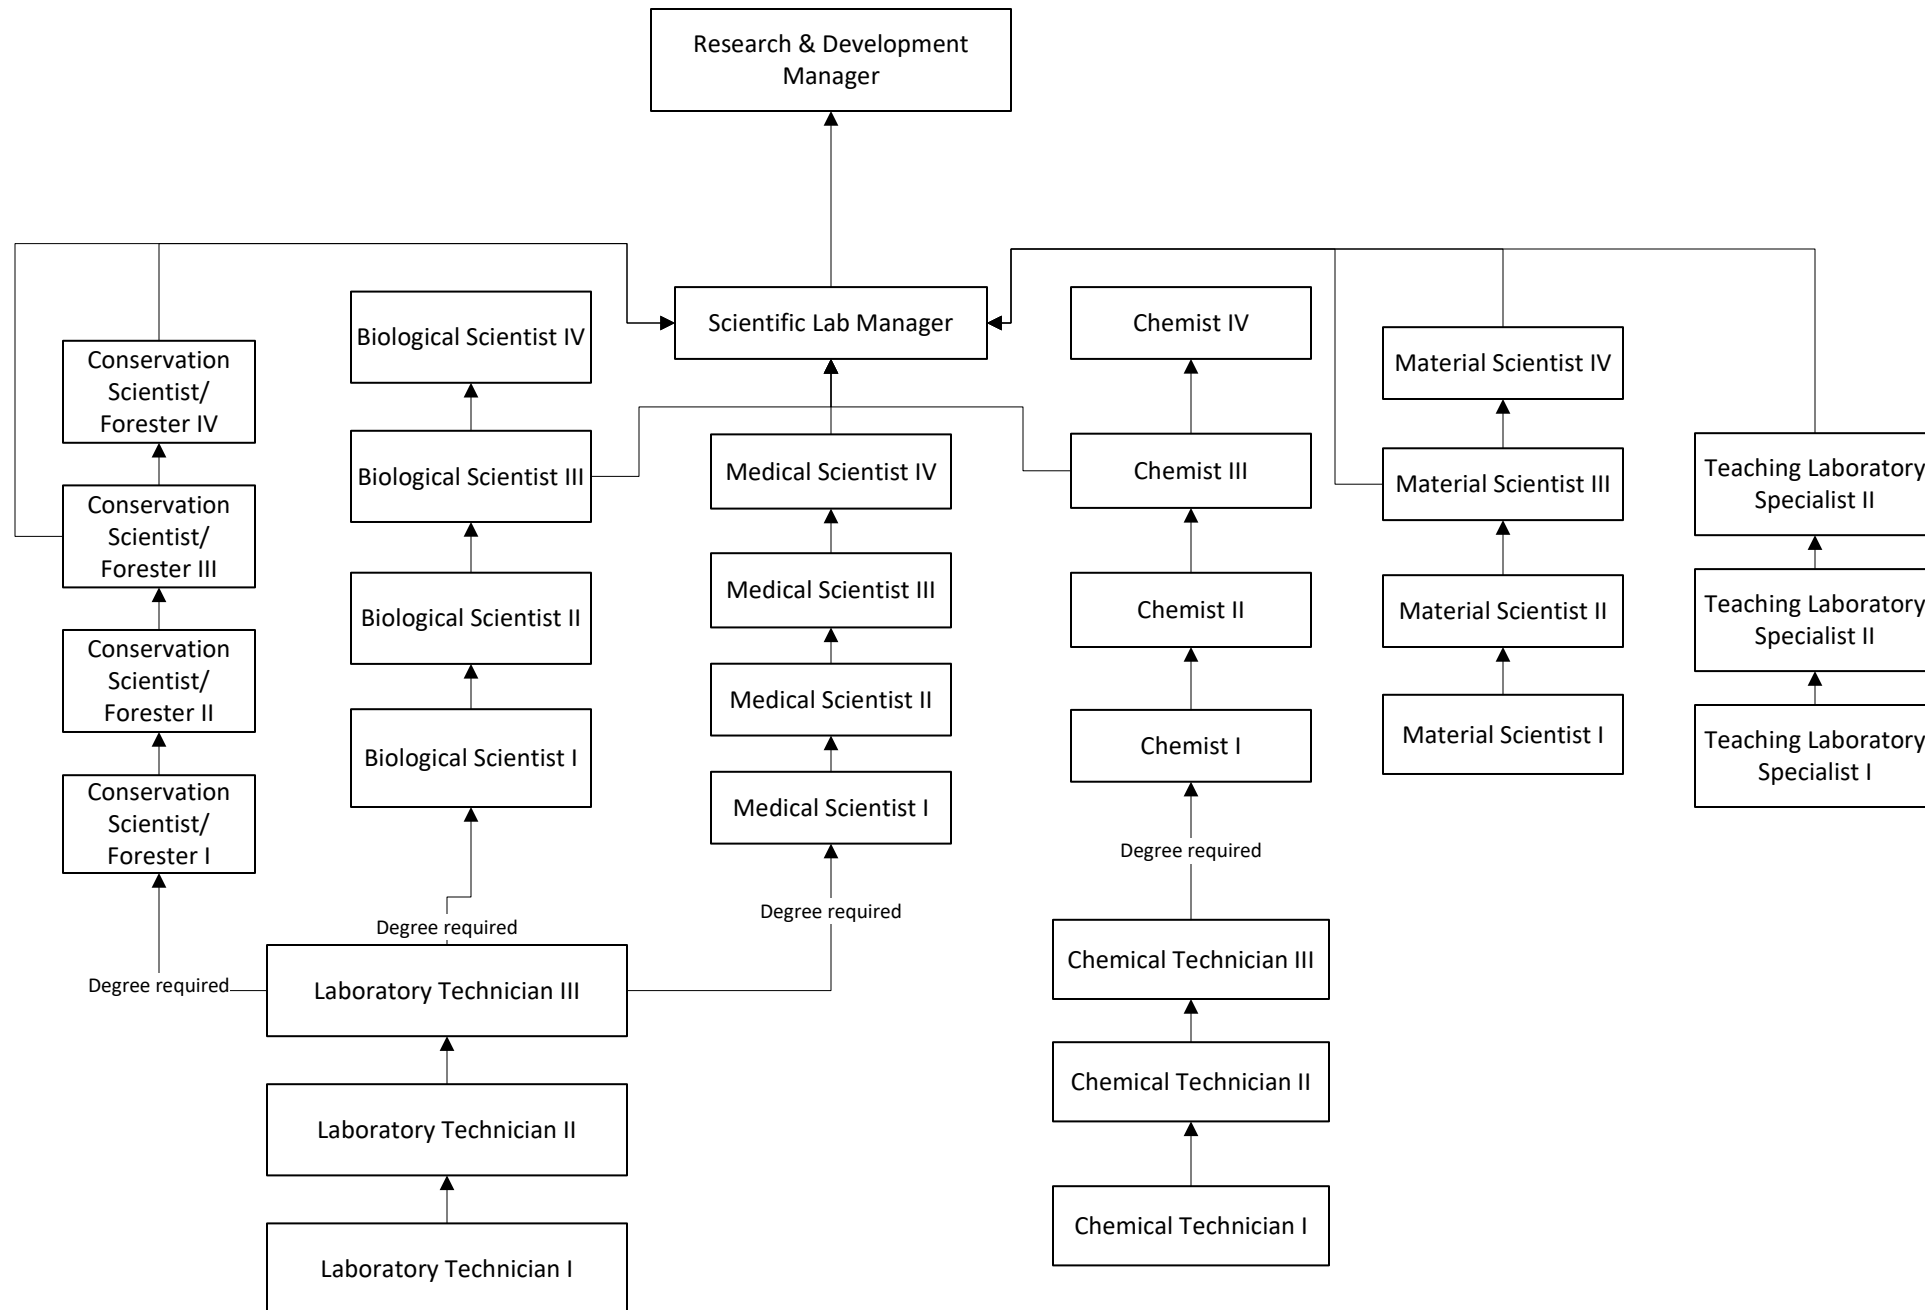 Research & Development
Manager
Biological Scientist IV
Scientific Lab Manager
Chemist IV
Conservation
Scientist/
Forester IV
Material Scientist IV
Biological Scientist III
Medical Scientist IV
Chemist III
Material Scientist III
Teaching Laboratory
Specialist II
Conservation
Scientist/
Forester III
Medical Scientist III
Biological Scientist II
Chemist II
Material Scientist II
Teaching Laboratory
Specialist II
Conservation
Scientist/
Forester II
Medical Scientist II
Biological Scientist I
Chemist I
Material Scientist I
Teaching Laboratory
Specialist I
Conservation
Scientist/
Forester I
Medical Scientist I
Degree required
Degree required
Degree required
Degree required
Laboratory Technician III
Chemical Technician III
Chemical Technician II
Laboratory Technician II
Chemical Technician I
Laboratory Technician I